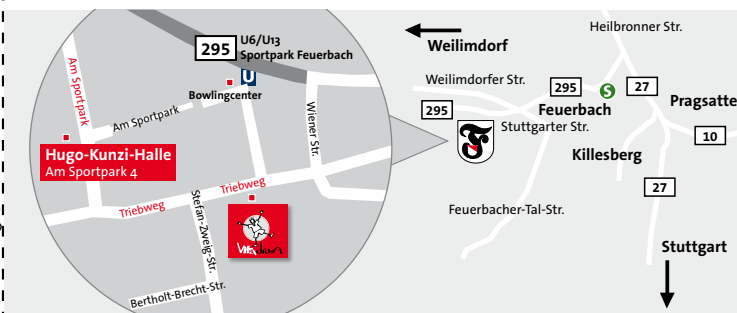 Heilbronner Str.
U6/U13
295
Sportpark Feuerbach
Weilimdorf
U
Bowlingcenter
Am Sportpark
Am Sportpark
Wiener Str.
Weilimdorfer Str.
295
S
27
295
Feuerbach
Pragsatte
Stuttgarter Str.
10
Hugo-Kunzi-Halle
Am Sportpark 4
Killesberg
27
Triebweg
Triebweg
Stefan-Zweig-Str.
Feuerbacher-Tal-Str.
Stuttgart
Bertholt-Brecht-Str.